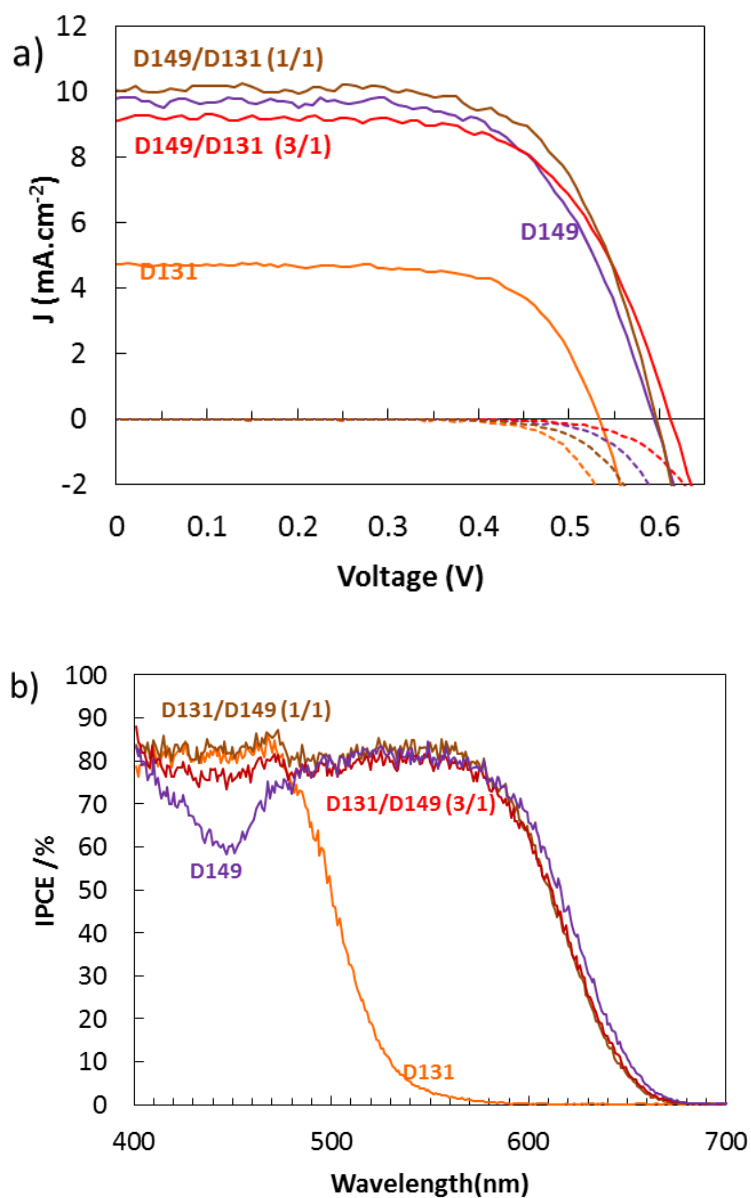 a)
12
10
8
6
4
2
0
-2
J (mA.cm-2)
D149/D131 (1/1)
D149/D131 (3/1)
D149
D131
0 0.1 0.2 0.3 0.4 0.5 0.6
Voltage (V)
b)
100
90
80
70
60
50
40
30
20
10
0
IPCE /%
D131/D149 (1/1)
D131/D149 (3/1)
D149
D131
400 500 600 700
Wavelength(nm)